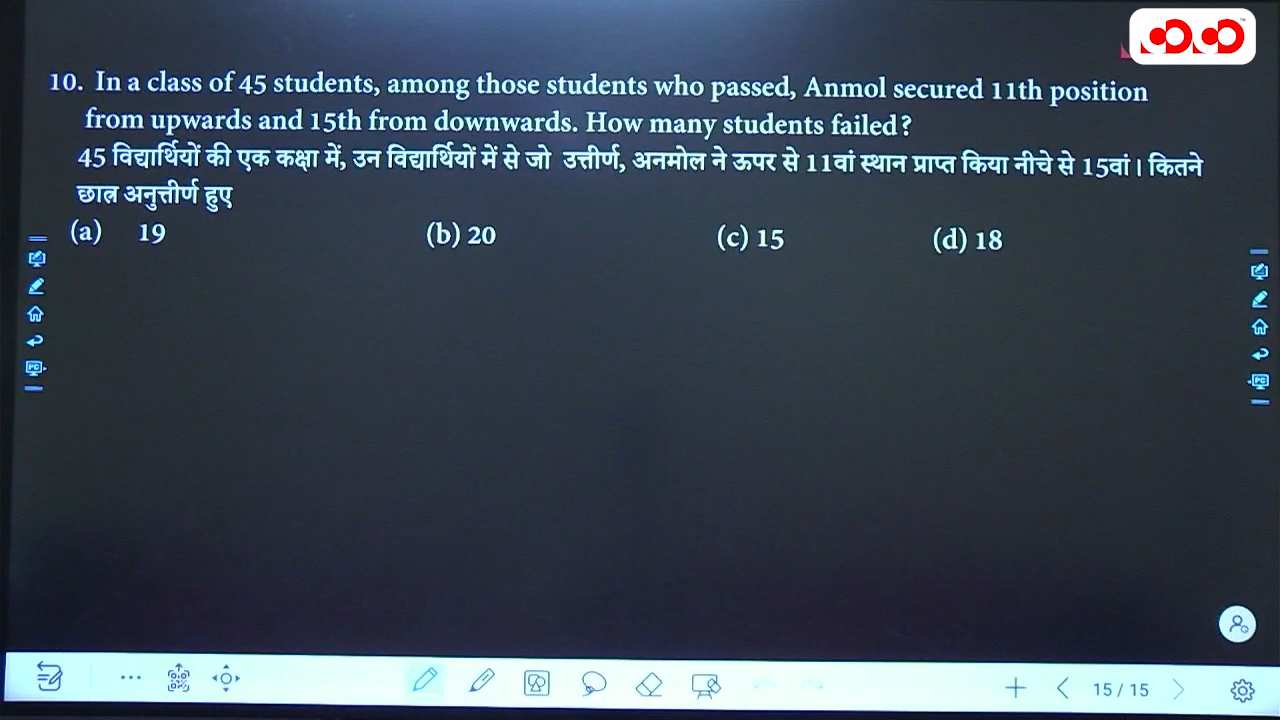 10. In a class of 45 students, among those students who passed, Anmol secured 11th position
from upwards and 15th from downwards. How many students failed?
45 विद्यार्थियों की एक कक्षा में, उन विद्यार्थियों में से जो उत्तीर्ण, अनमोल ने ऊपर से 11वां स्थान प्राप्त किया नीचे से 15वां। कितने
छात्र अनुत्तीर्ण हुए
(a) 19 (b) 20 (c) 15 (d) 18
15 / 15